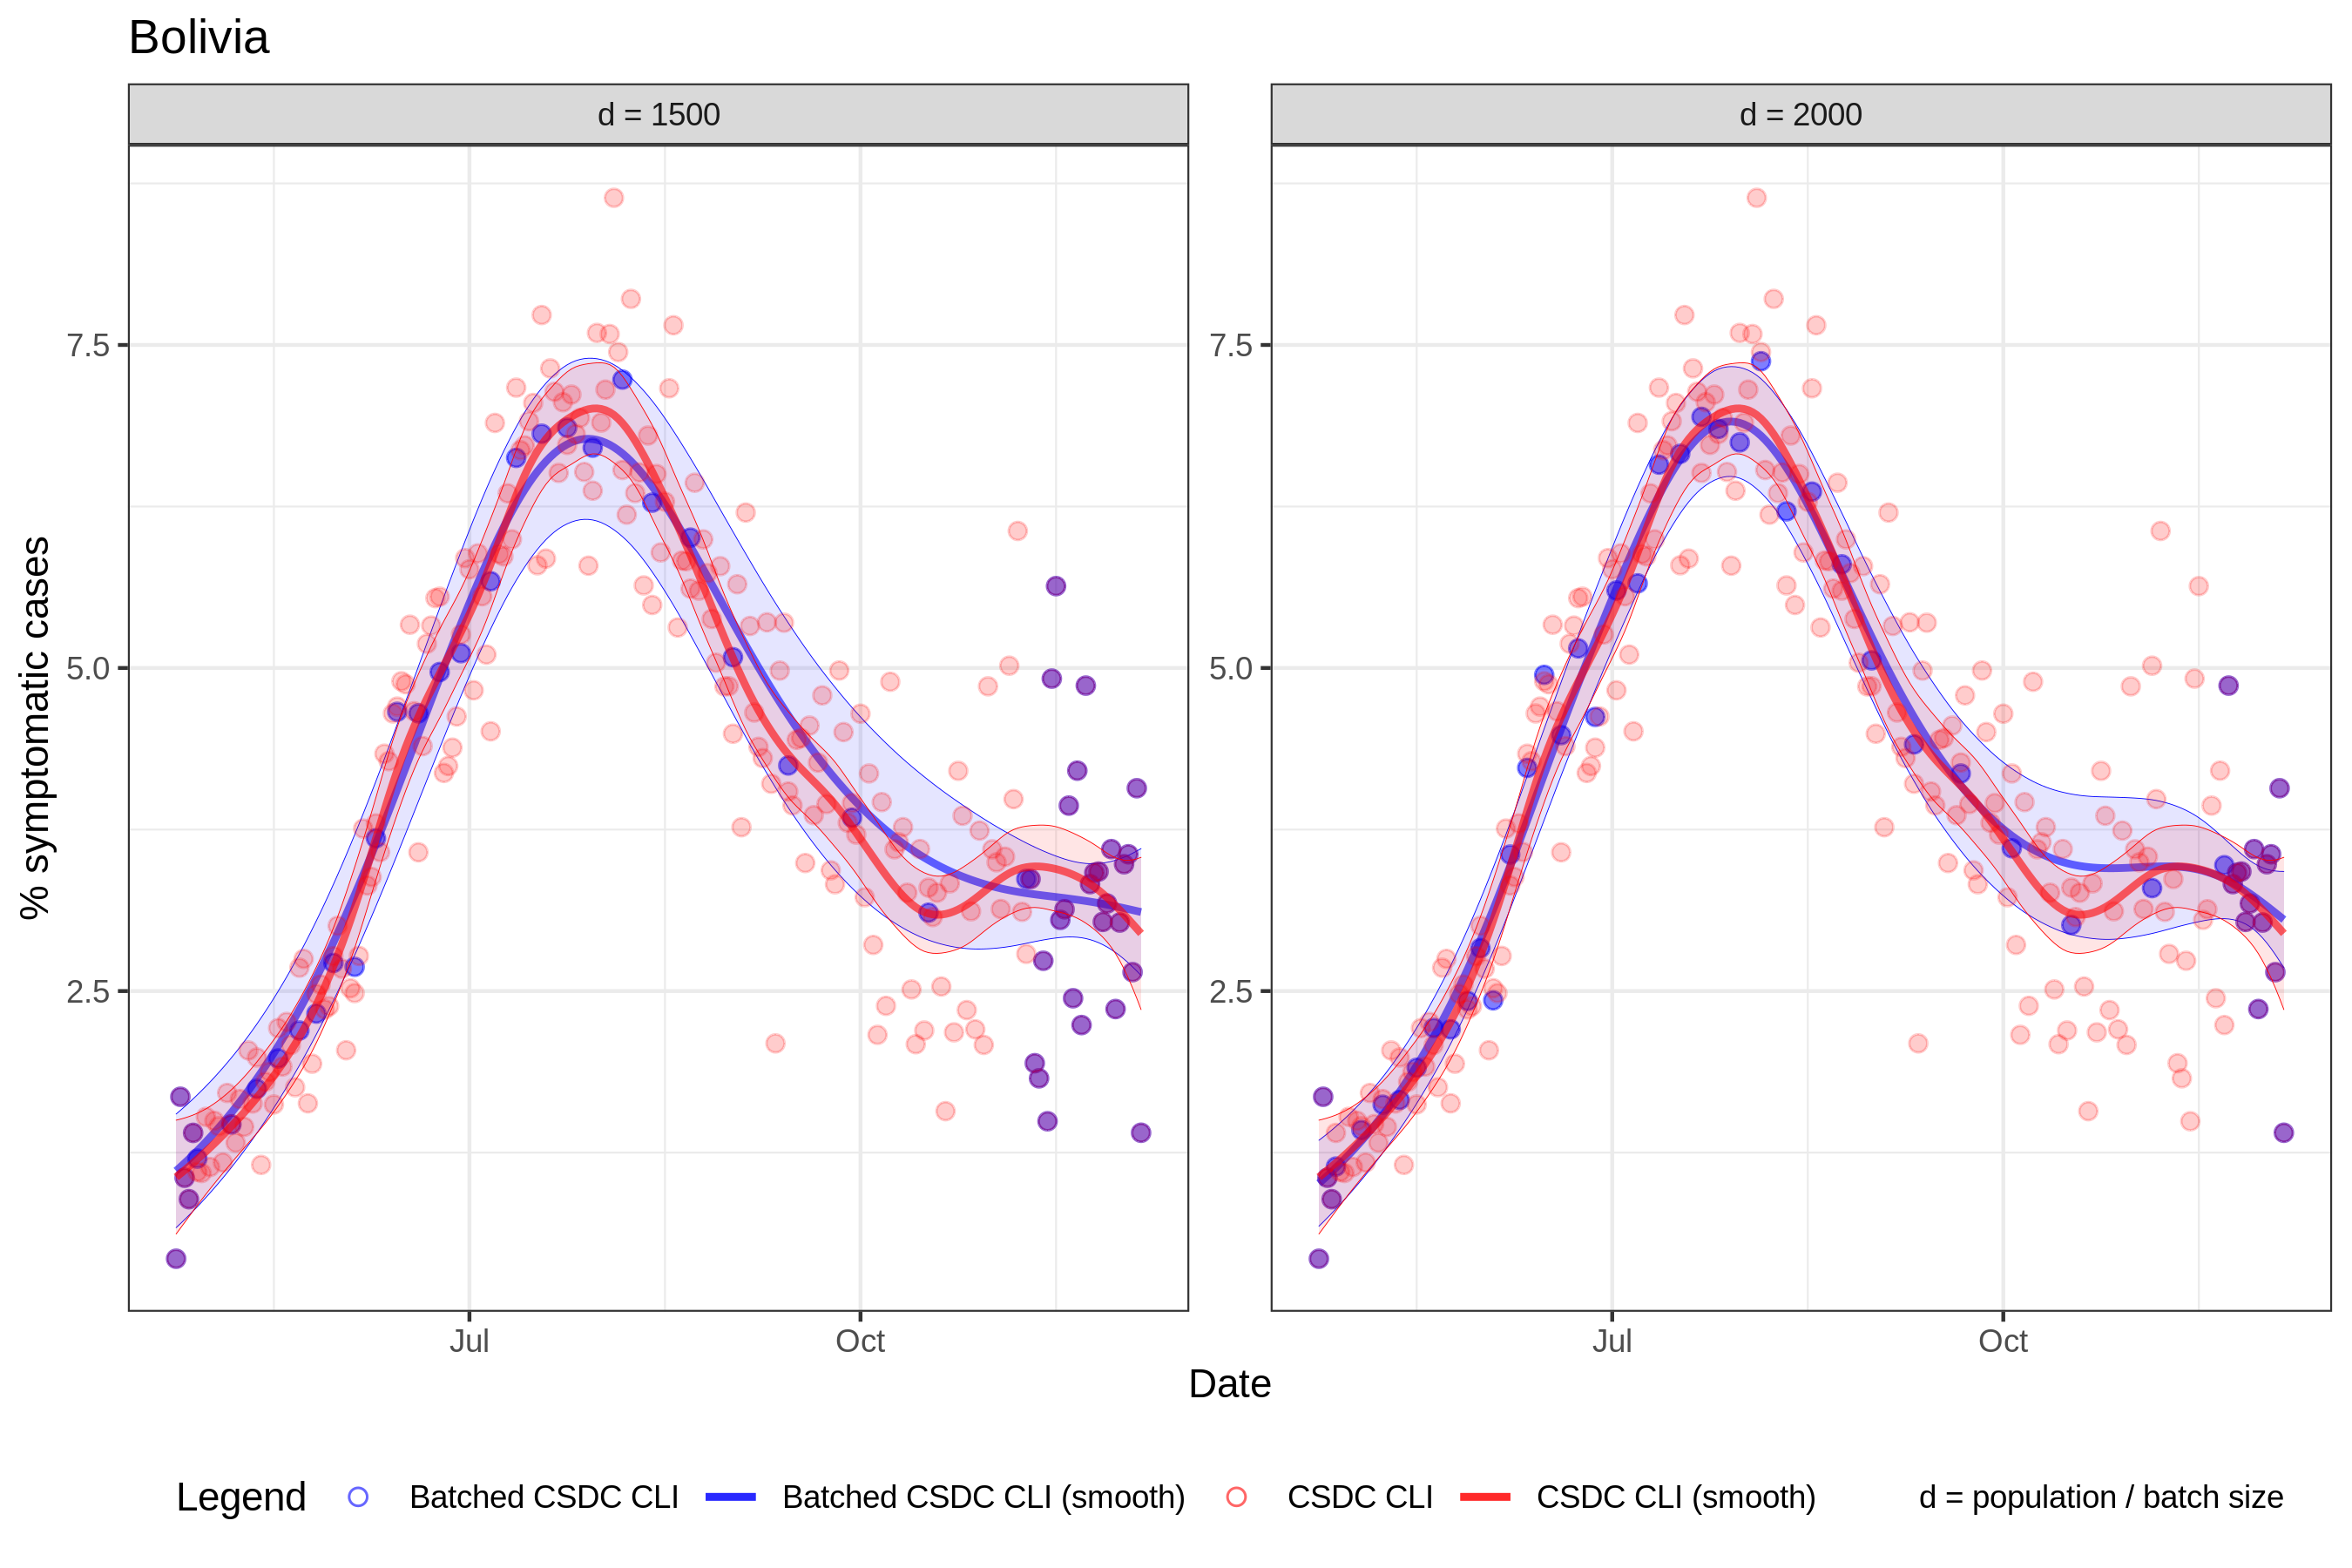 Bolivia
d = 1500
d = 2000
% symptomatic cases
7.5
5.0
2.5
7.5
5.0
2.5
Jul
Oct
Jul
Oct
Date
Legend
Batched CSDC CLI
Batched CSDC CLI (smooth)
CSDC CLI
CSDC CLI (smooth)
d = population / batch size